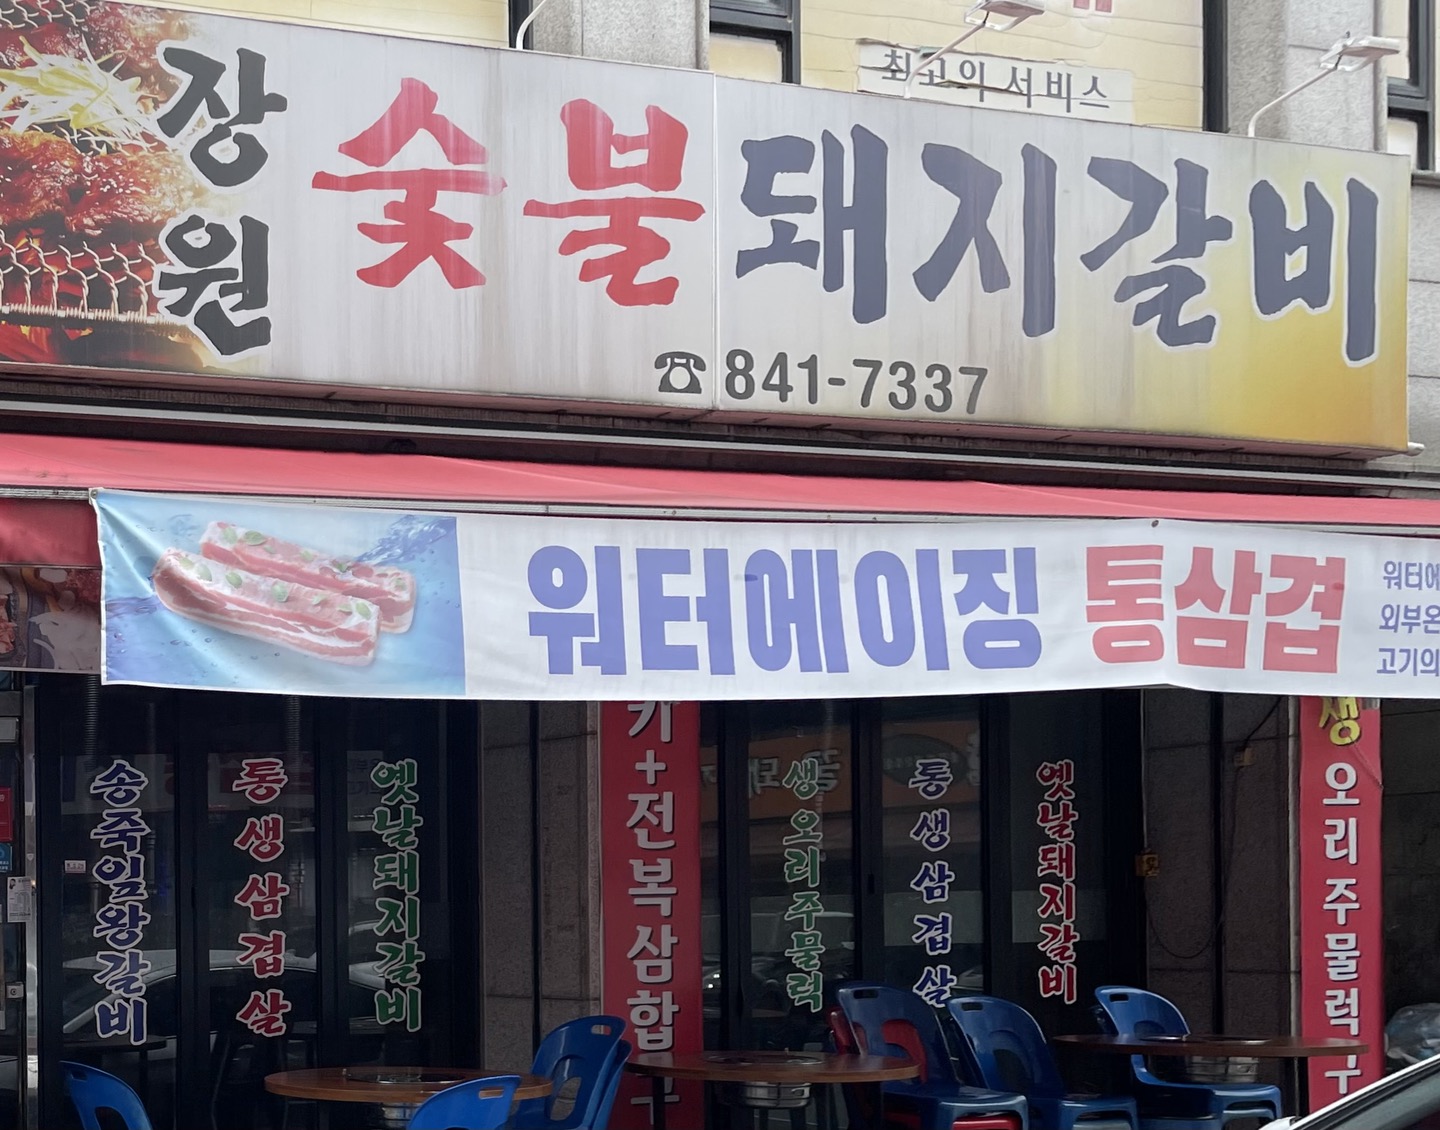 최고의 서비스
장원
숯불돼지갈비
☎841-7337
워터에이징 통삼겹
워터에
외부온
고기의
송죽잎왕갈비
통생삼겹살
옛날돼지갈비
키+전복삼합구
생오리주물럭
통생삼겹살
옛날돼지갈비
생오리주물럭구